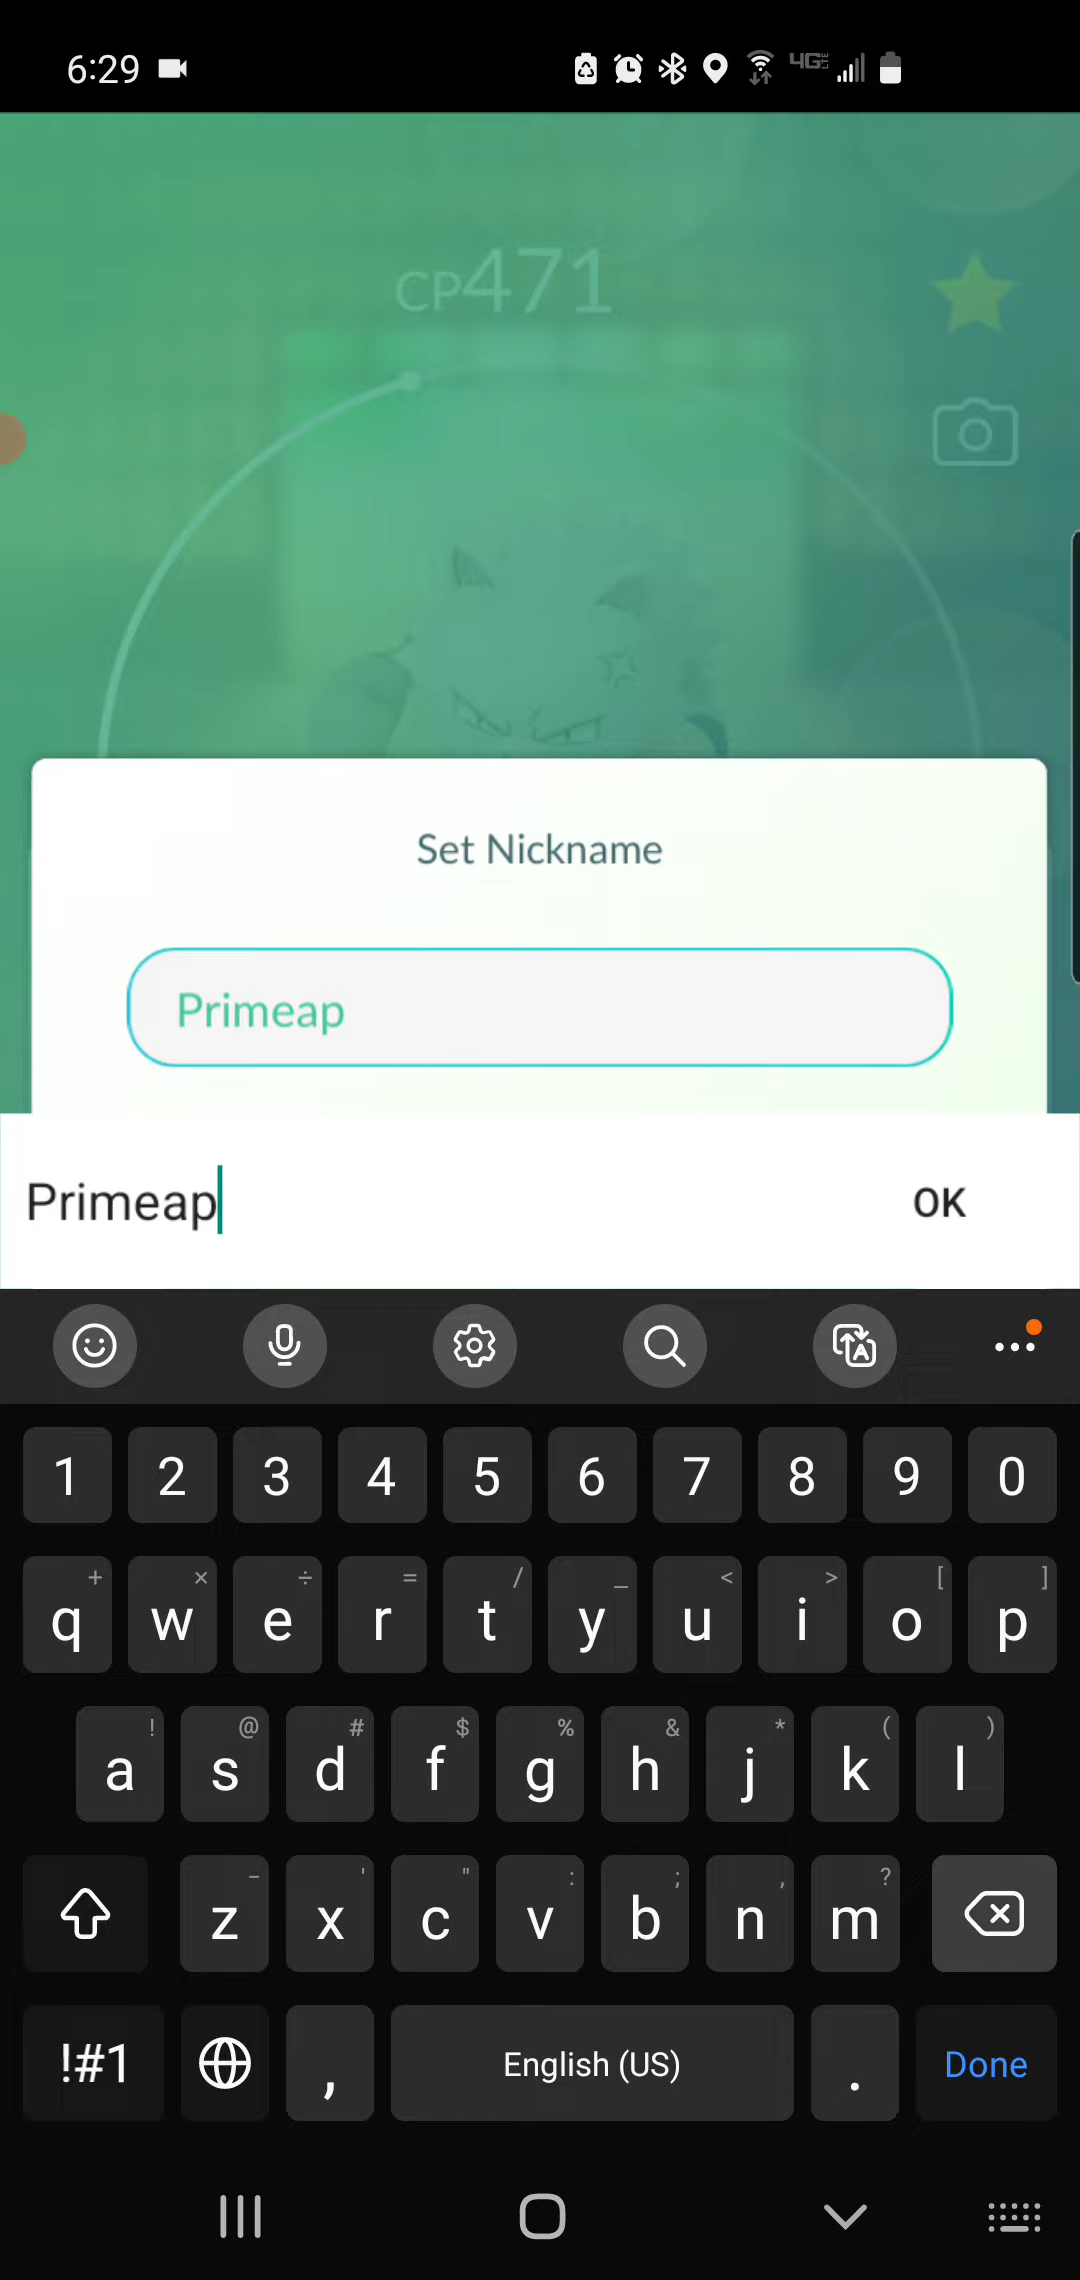 6:29 4G LTE
CP471
Set Nickname
Primeap
Primeap OK
1 2 3 4 5 6 7 8 9 0
+ × ÷ = / _ < > [ ]
q w e r t y u i o p
! @ # $ % & * ( )
a s d f g h j k l
- ' " : ; , ?
z x c v b n m
!#1 , English (US) . Done